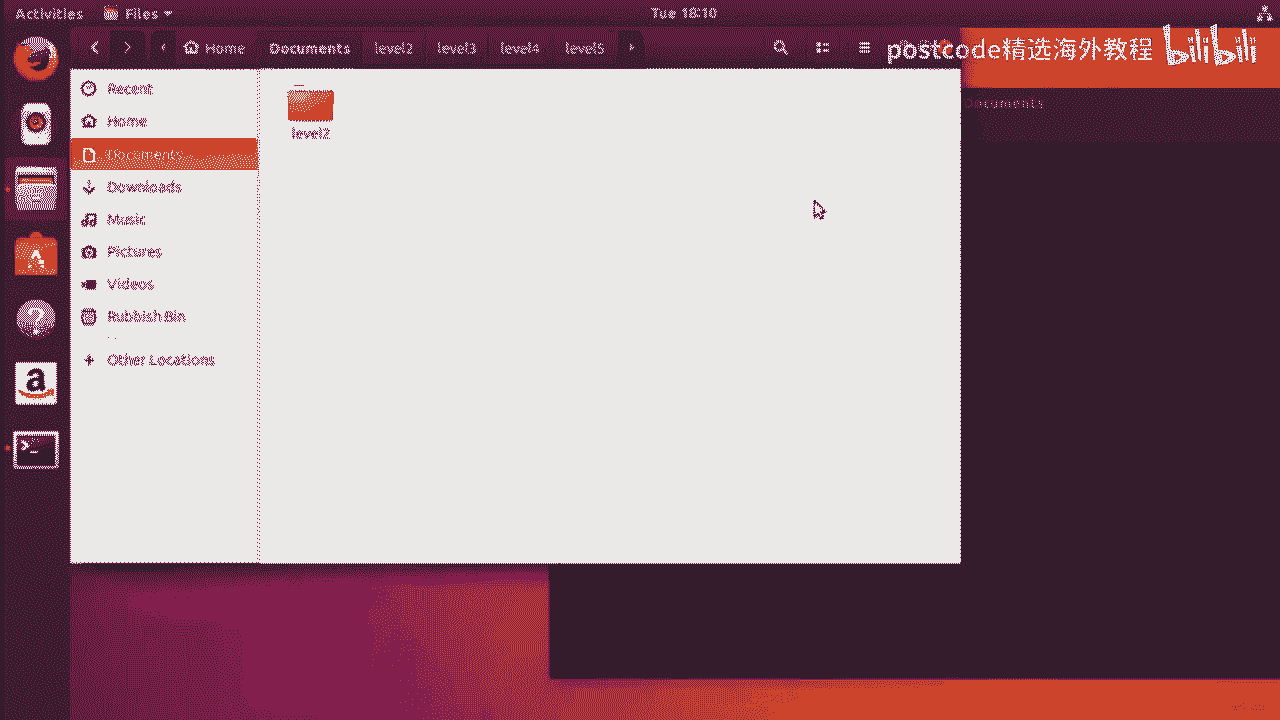 Activities Files Tue 18:10
Home Documents level2 level3 level4 level5
postcode精选海外教程 bilibili
Recent
Home
Documents
Downloads
Music
Pictures
Videos
Rubbish Bin
Other Locations
level2
Documents